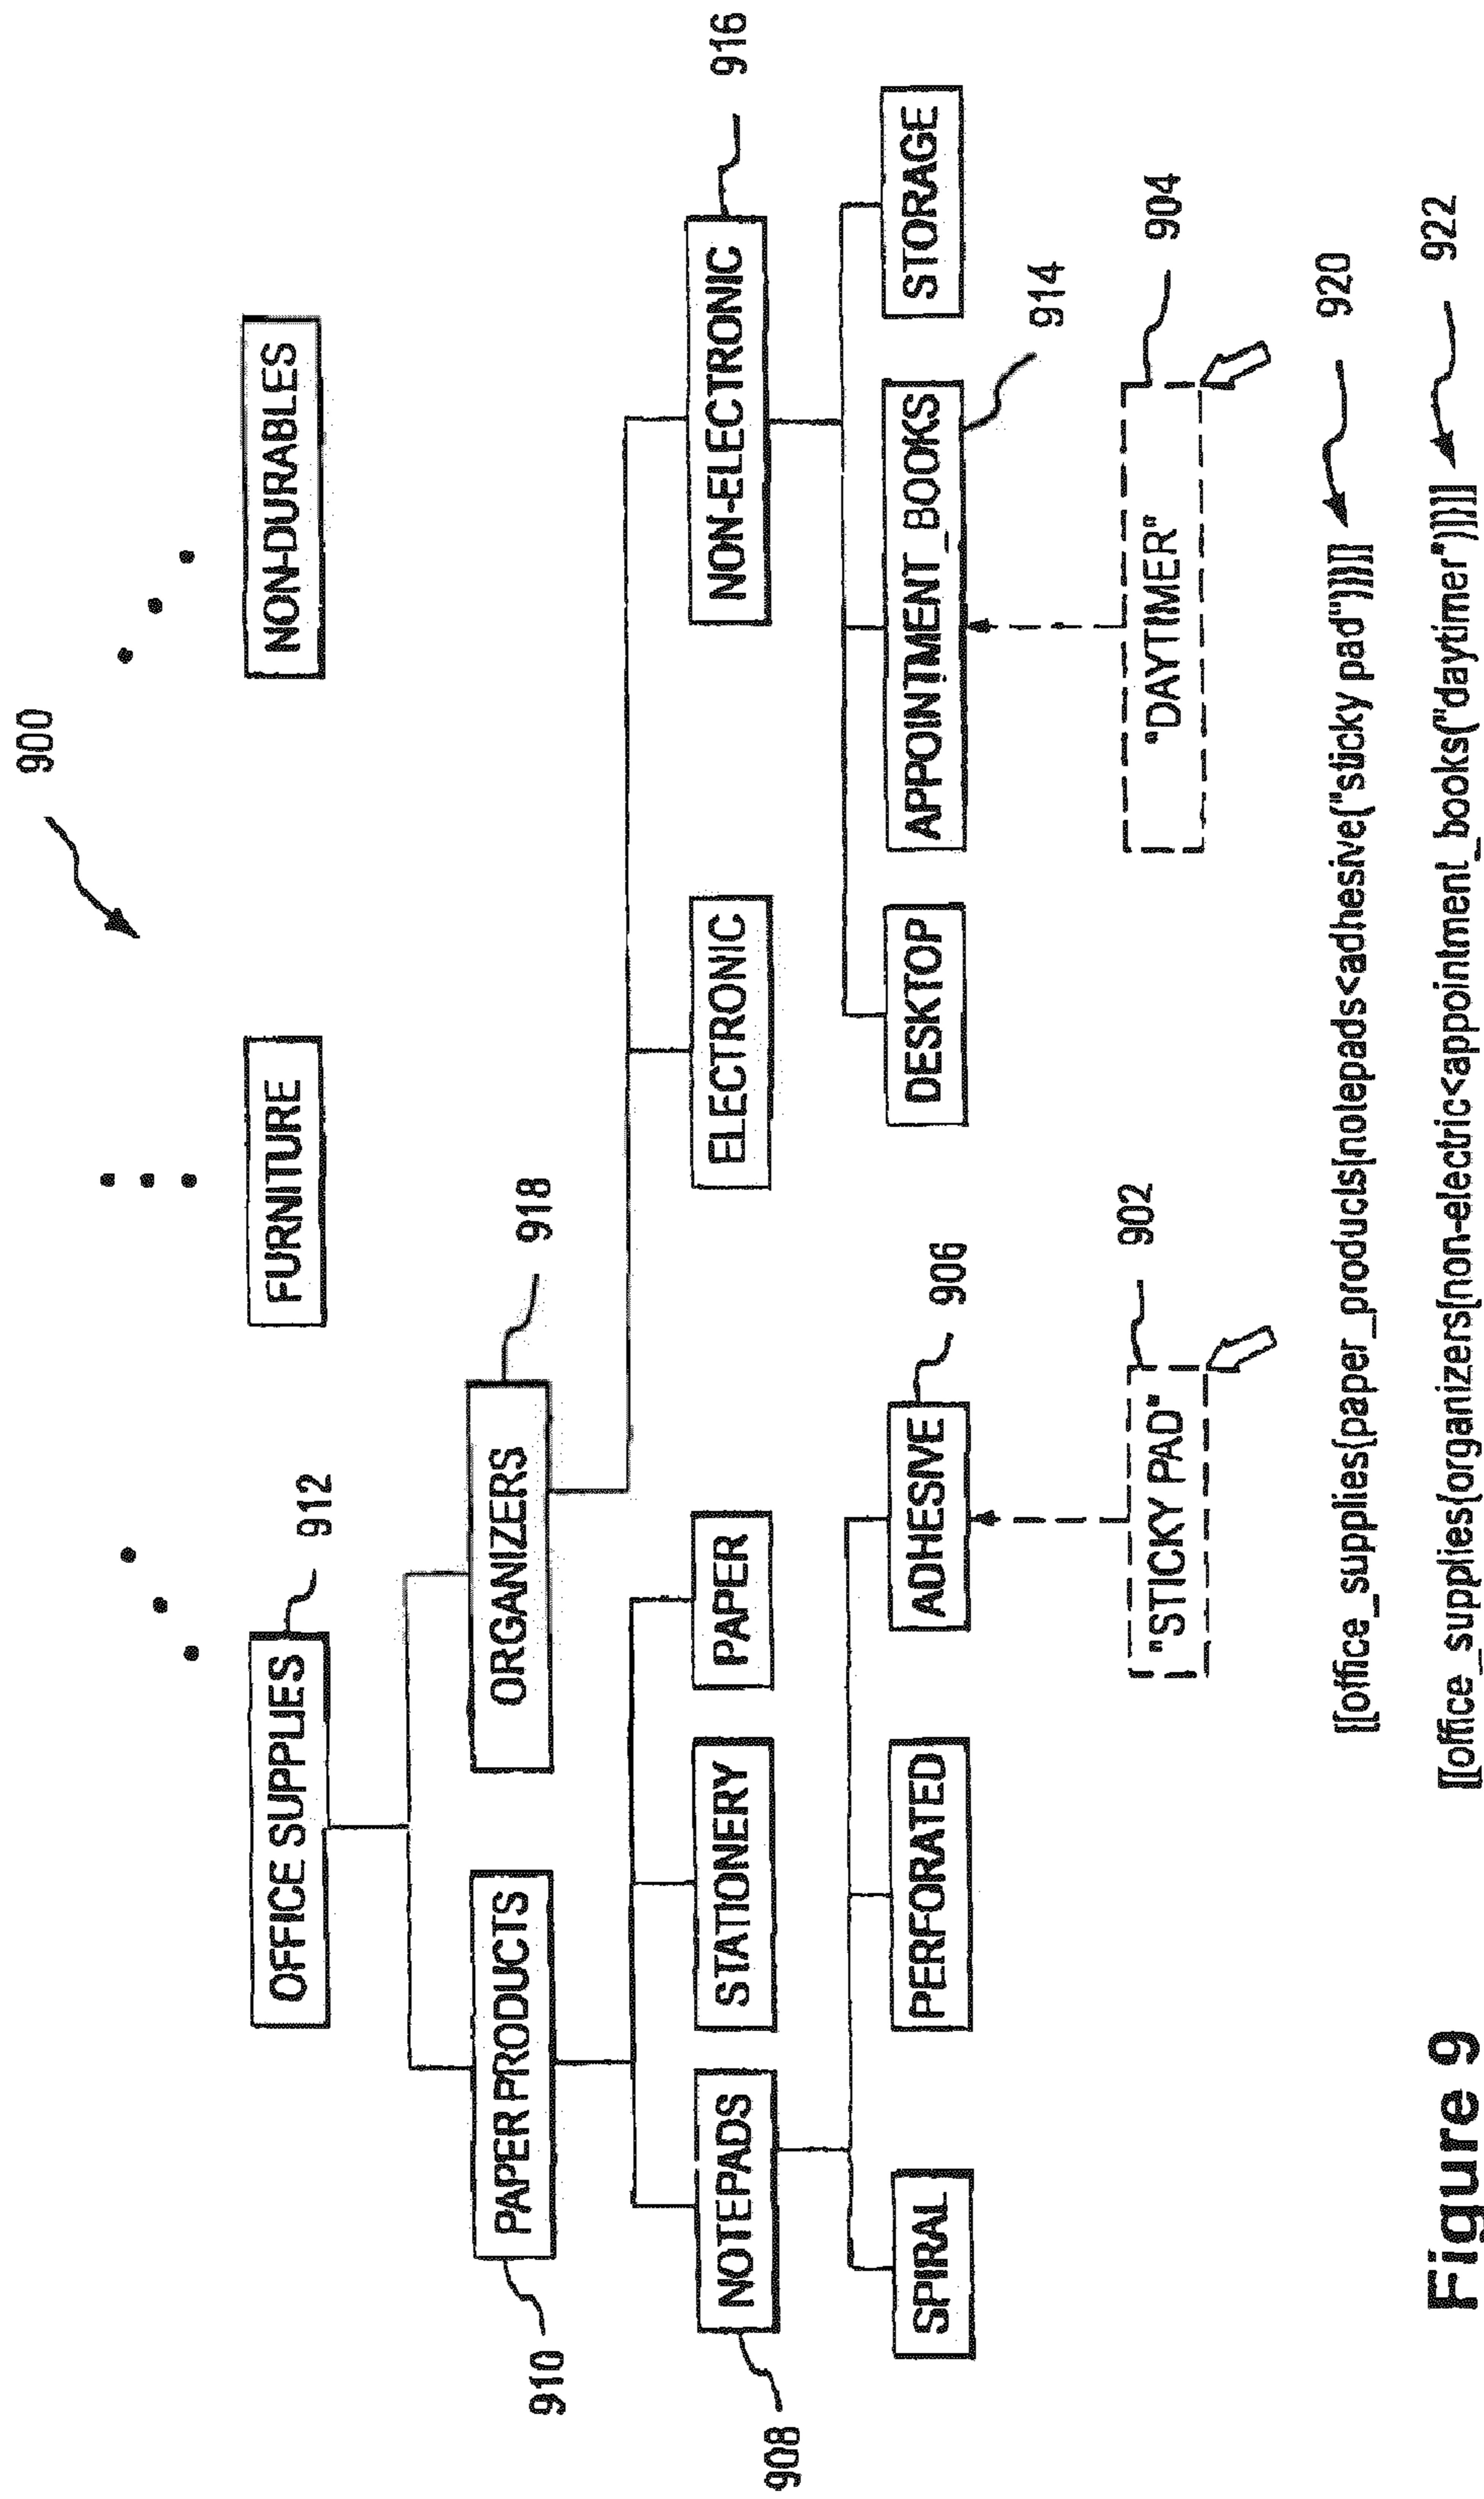 900
OFFICE SUPPLIES
912
FURNITURE
NON-DURABLES
910
PAPER PRODUCTS
ORGANIZERS
918
908
NOTEPADS
STATIONERY
PAPER
ELECTRONIC
NON-ELECTRONIC
916
SPIRAL
PERFORATED
ADHESIVE
906
DESKTOP
APPOINTMENT_BOOKS
914
STORAGE
"STICKY PAD"
902
"DAYTIMER"
904
[[office_supplies{paper_products[notepads<adhesive("sticky pad")}]]]
920
[[office_supplies{organizers[non-electric<appointment_books("daytimer")]}]]
922
Figure 9